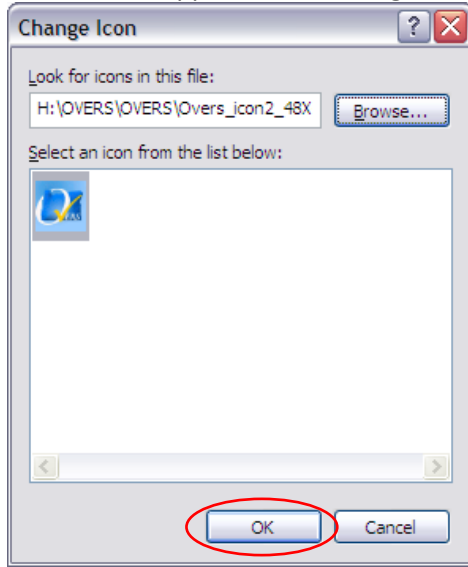 Change Icon
Look for icons in this file:
H:\OVERS\OVERS\Overs_icon2_48X
Browse...
Select an icon from the list below:
OK
Cancel